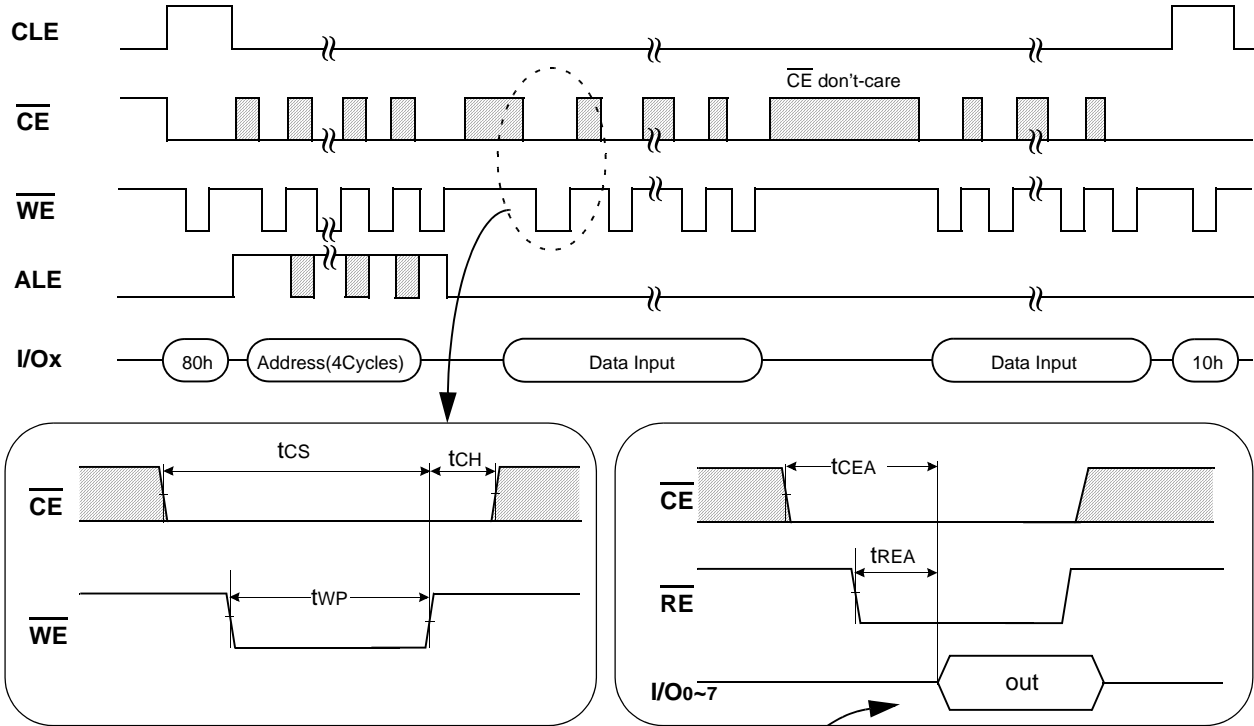 CLE
CE don't-care
CE
WE
ALE
I/Ox 80h Address(4Cycles) Data Input Data Input 10h
tCS tCH
CE
tWP
WE
tCEA
CE
tREA
RE
I/O0~7 out